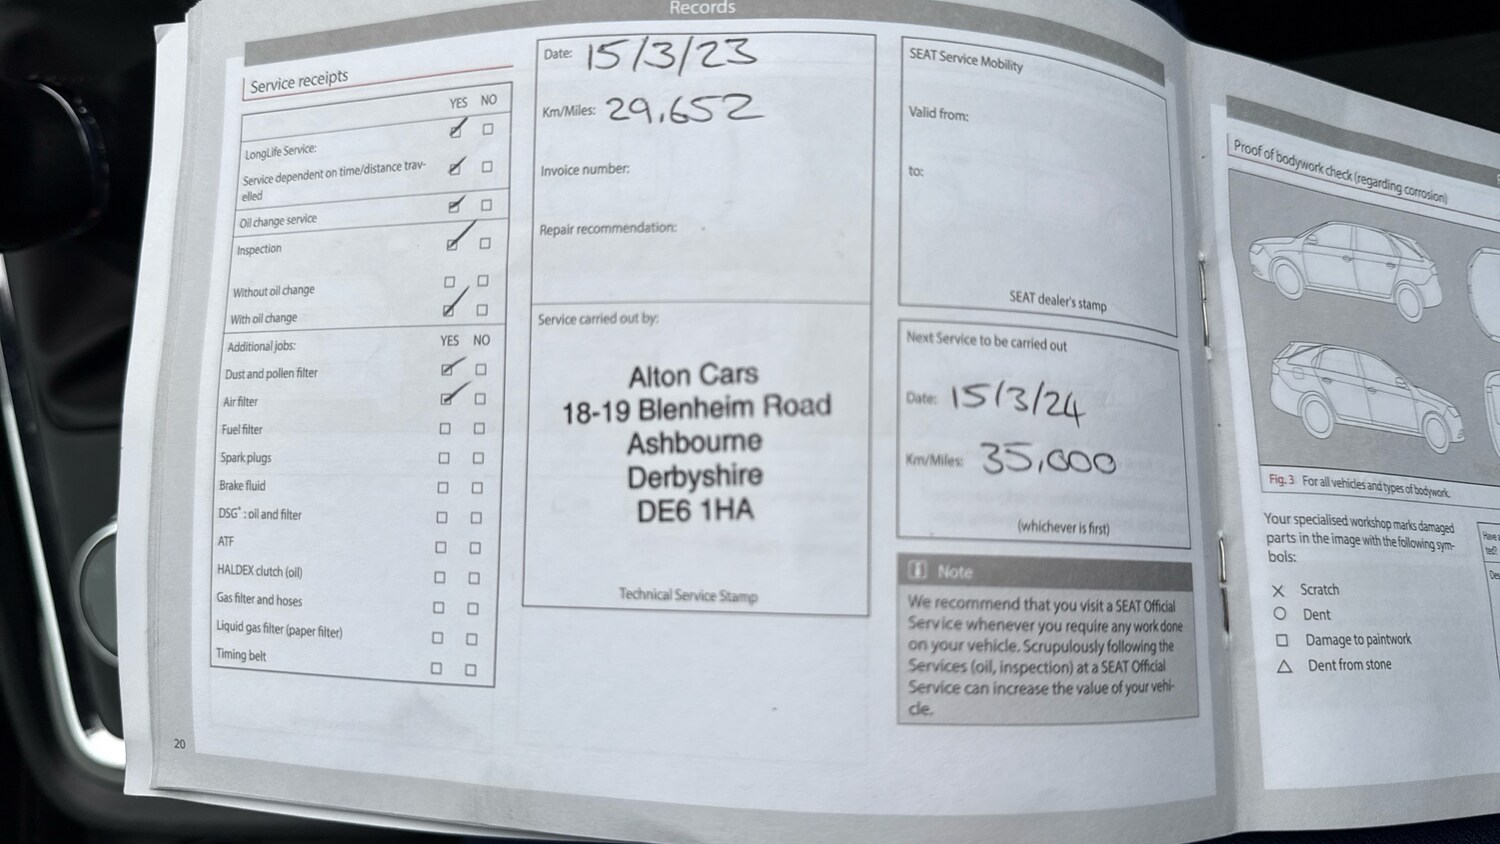 Records
Service receipts
YES NO
LongLife Service:
Service dependent on time/distance trav-
elled
Oil change service
Inspection
Without oil change
With oil change
Additional jobs: YES NO
Dust and pollen filter
Air filter
Fuel filter
Spark plugs
Brake fluid
DSG®: oil and filter
ATF
HALDEX clutch (oil)
Gas filter and hoses
Liquid gas filter (paper filter)
Timing belt
20
Date: 15/3/23
Km/Miles: 29,652
Invoice number:
Repair recommendation:
Service carried out by:
Alton Cars
18-19 Blenheim Road
Ashbourne
Derbyshire
DE6 1HA
Technical Service Stamp
SEAT Service Mobility
Valid from:
to:
SEAT dealer's stamp
Next Service to be carried out
Date: 15/3/24
Km/Miles: 35,000
(whichever is first)
Note
We recommend that you visit a SEAT Official
Service whenever you require any work done
on your vehicle. Scrupulously following the
Services (oil, inspection) at a SEAT Official
Service can increase the value of your vehi-
cle.
Proof of bodywork check (regarding corrosion)
Fig. 3 For all vehicles and types of bodywork.
Your specialised workshop marks damaged
parts in the image with the following sym-
bols:
Scratch
Dent
Damage to paintwork
Dent from stone